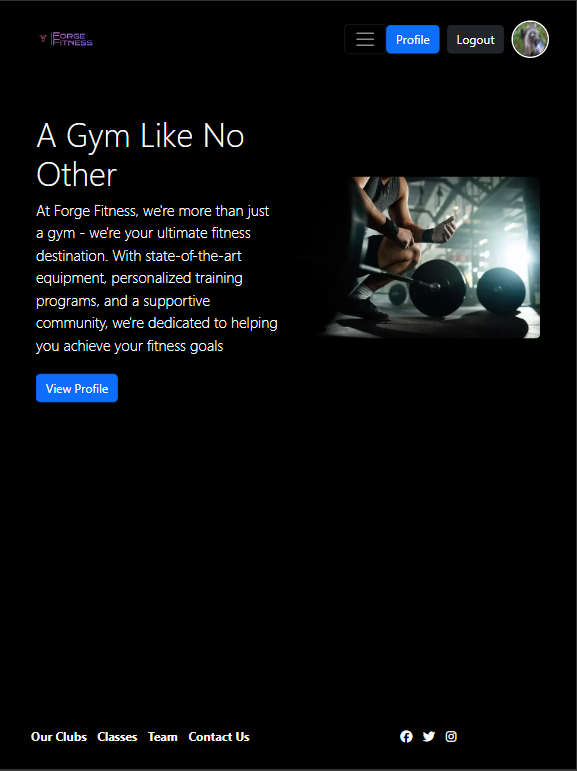 FORGE
FITNESS
Profile
Logout
A Gym Like No
Other
At Forge Fitness, we're more than just
a gym - we're your ultimate fitness
destination. With state-of-the-art
equipment, personalized training
programs, and a supportive
community, we're dedicated to helping
you achieve your fitness goals
View Profile
Our Clubs Classes Team Contact Us